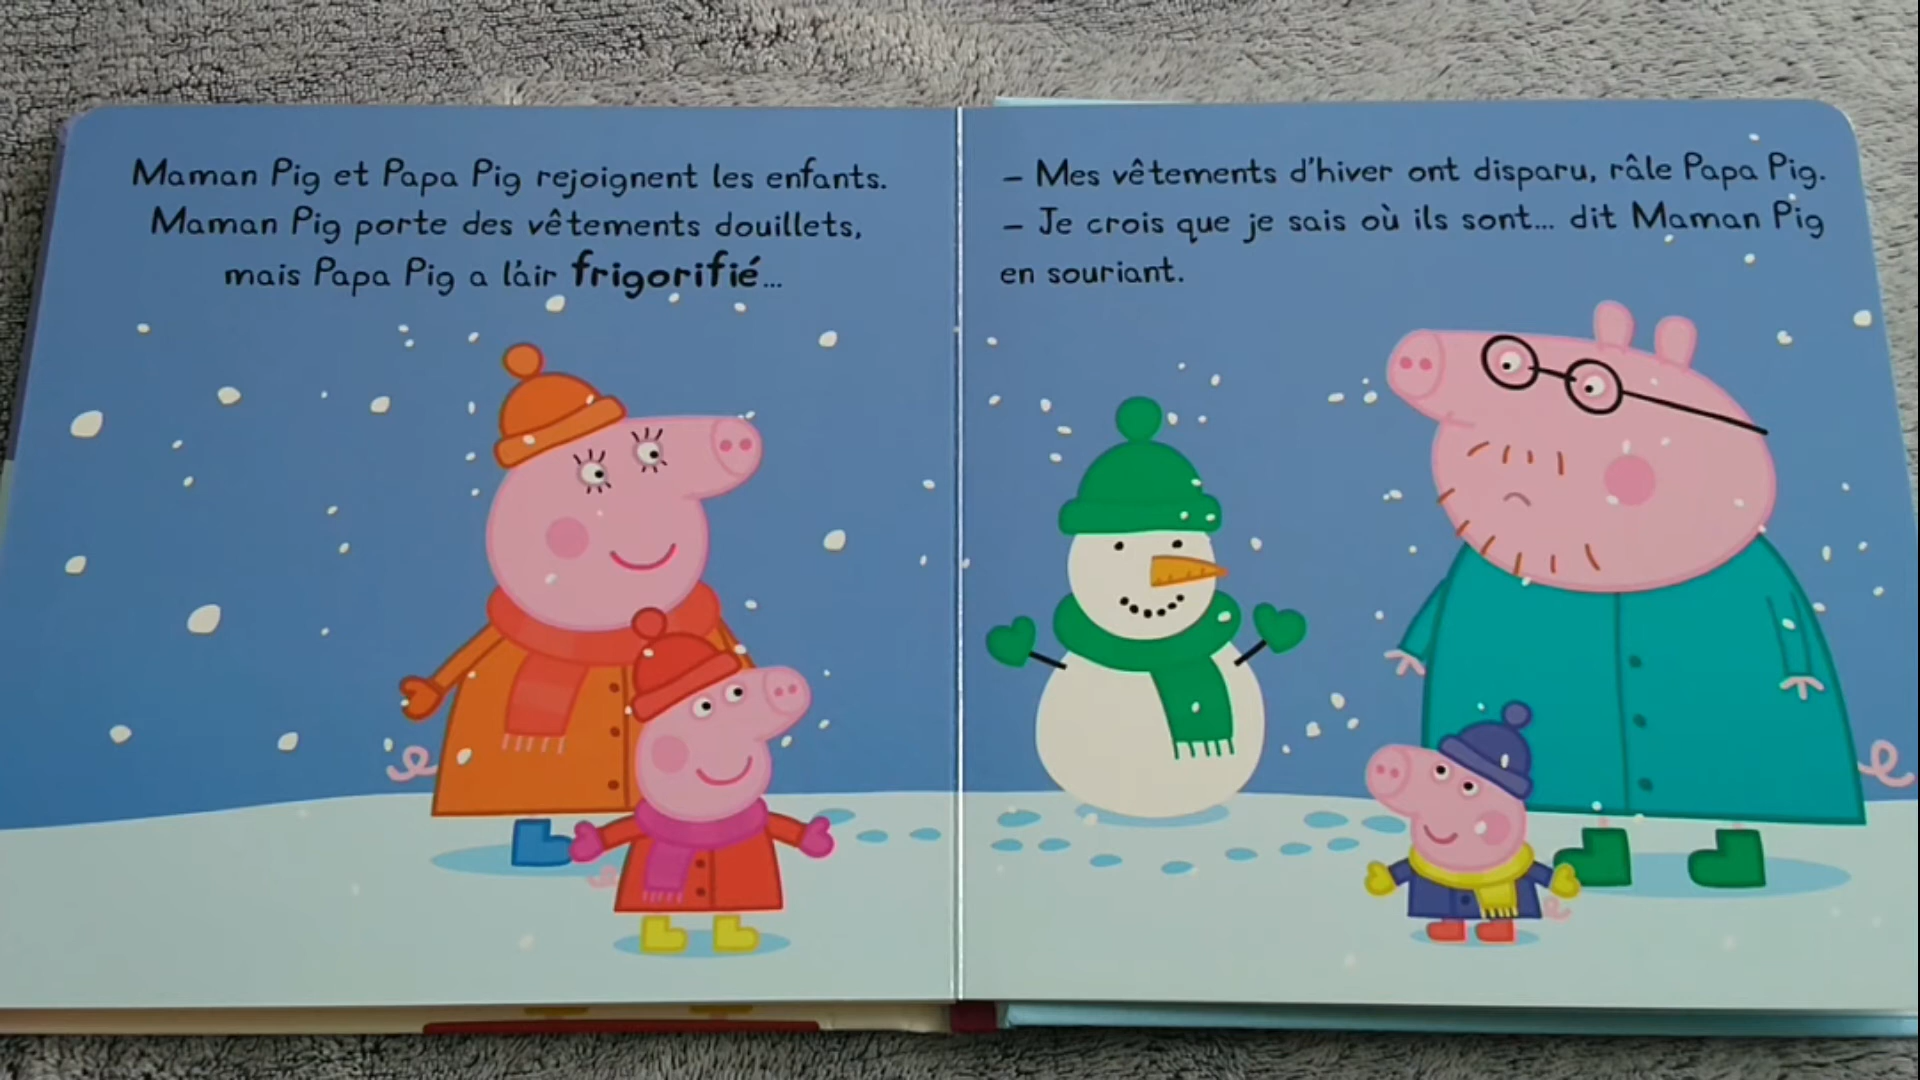 Maman Pig et Papa Pig rejoignent les enfants.
Maman Pig porte des vêtements douillets,
mais Papa Pig a l'air frigorifié...
– Mes vêtements d'hiver ont disparu, râle Papa Pig.
– Je crois que je sais où ils sont... dit Maman Pig
en souriant.